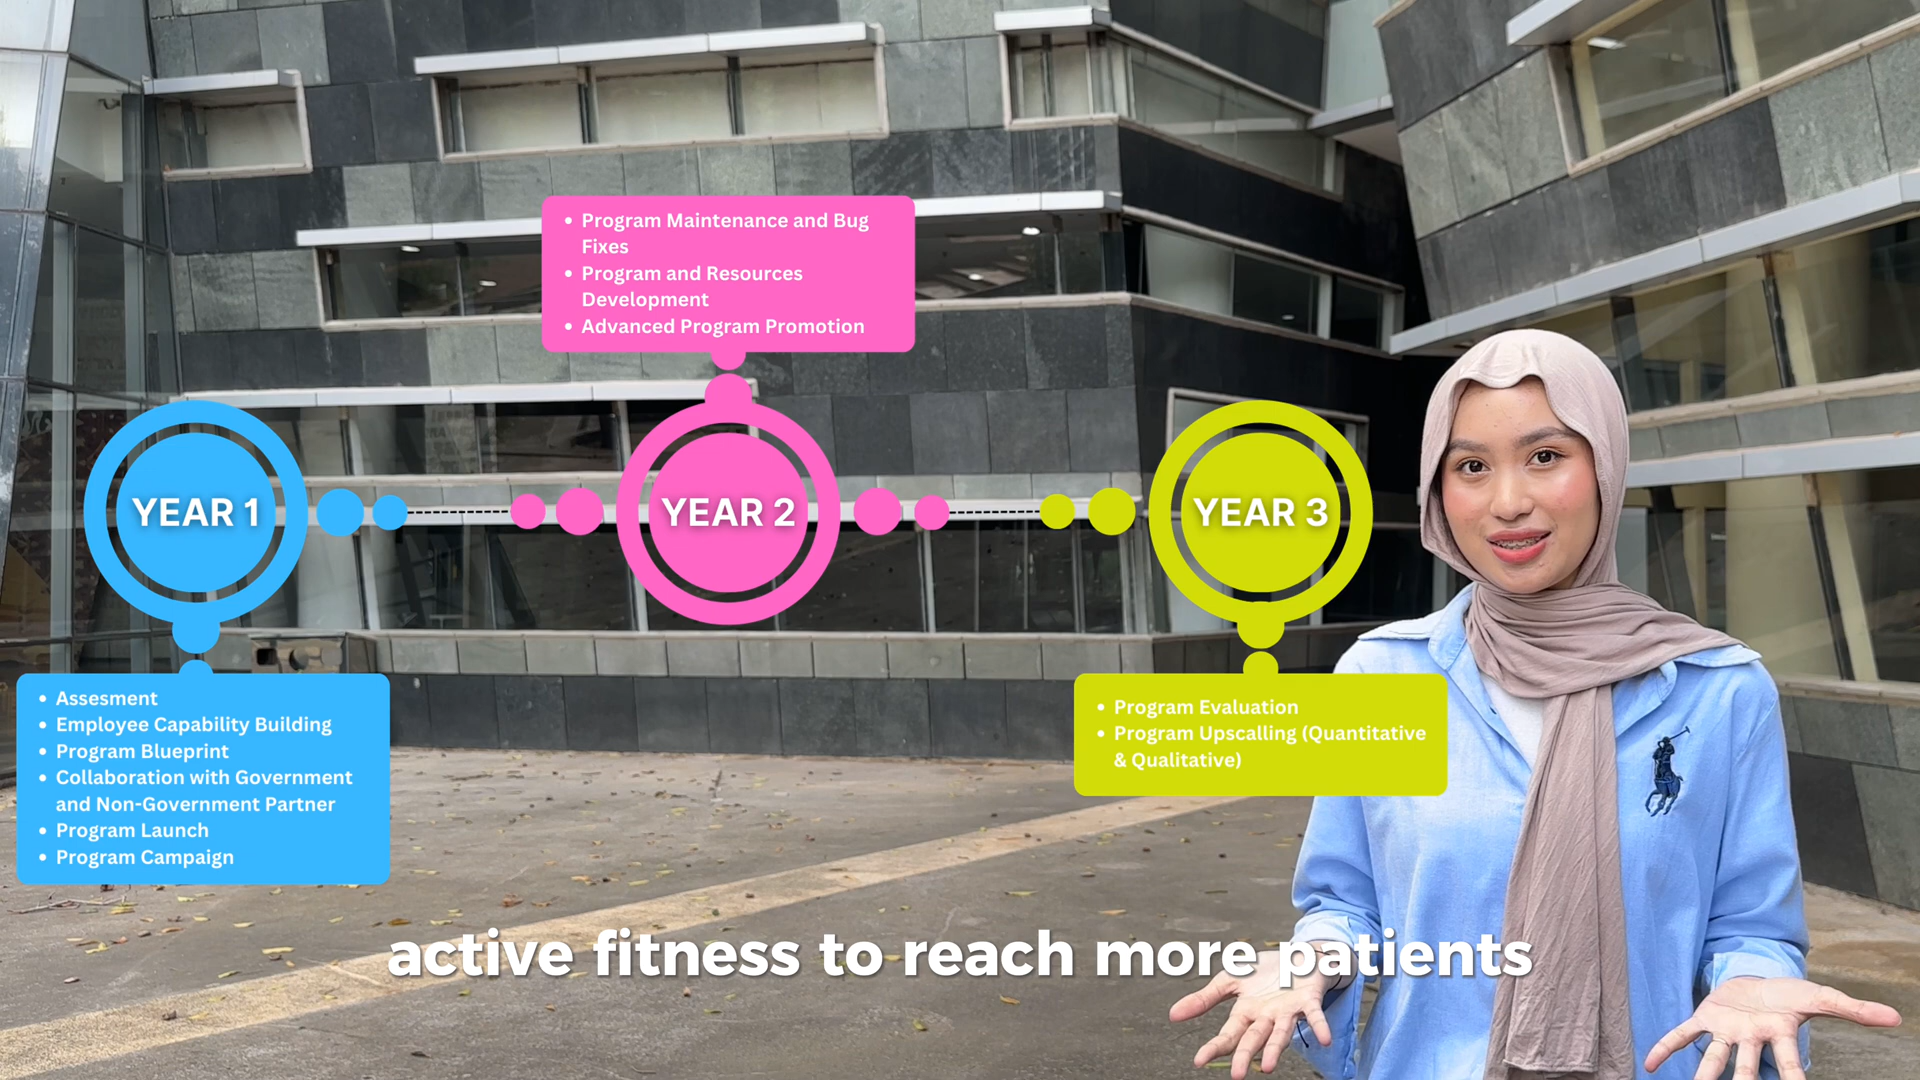 YEAR 1
• Assesment
• Employee Capability Building
• Program Blueprint
• Collaboration with Government
and Non-Government Partner
• Program Launch
• Program Campaign
• Program Maintenance and Bug
Fixes
• Program and Resources
Development
• Advanced Program Promotion
YEAR 2
YEAR 3
• Program Evaluation
• Program Upscalling (Quantitative
& Qualitative)
active fitness to reach more patients